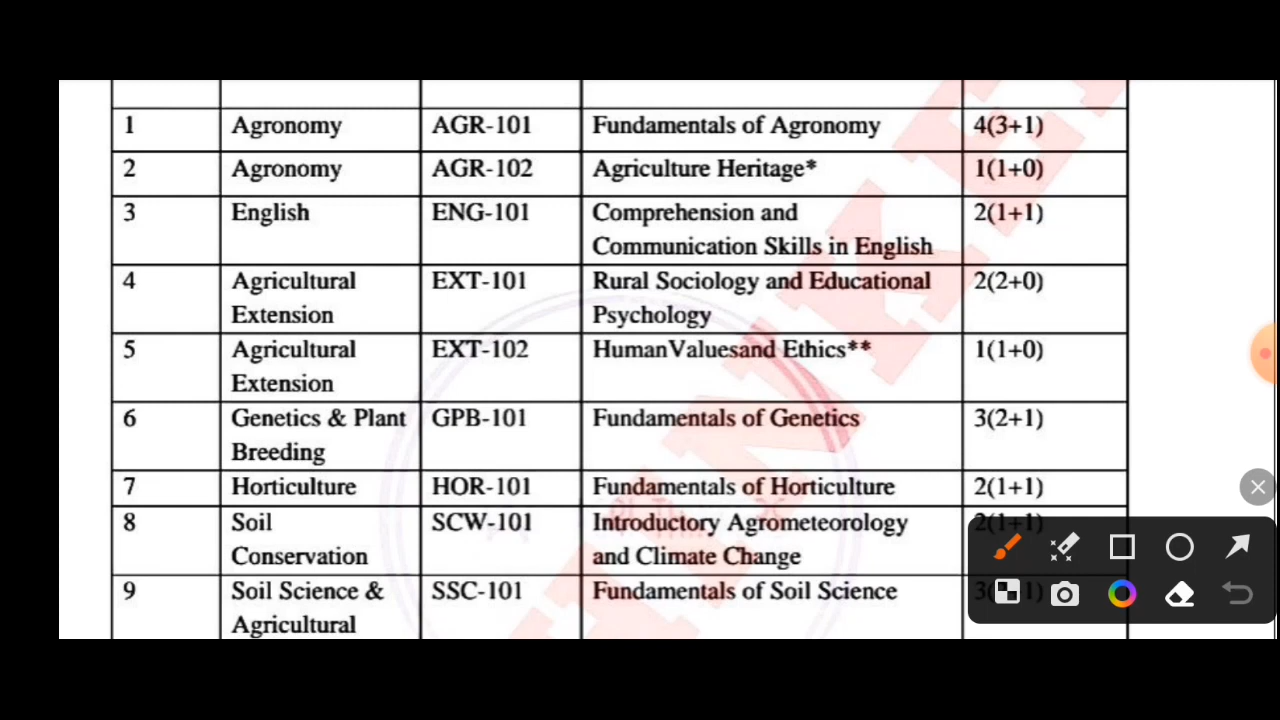 1 Agronomy AGR-101 Fundamentals of Agronomy 4(3+1)
2 Agronomy AGR-102 Agriculture Heritage* 1(1+0)
3 English ENG-101 Comprehension and 2(1+1)
Communication Skills in English
4 Agricultural EXT-101 Rural Sociology and Educational 2(2+0)
Extension Psychology
5 Agricultural EXT-102 HumanValuesand Ethics** 1(1+0)
Extension
6 Genetics & Plant GPB-101 Fundamentals of Genetics 3(2+1)
Breeding
7 Horticulture HOR-101 Fundamentals of Horticulture 2(1+1)
8 Soil SCW-101 Introductory Agrometeorology 2(1+1)
Conservation and Climate Change
9 Soil Science & SSC-101 Fundamentals of Soil Science
Agricultural